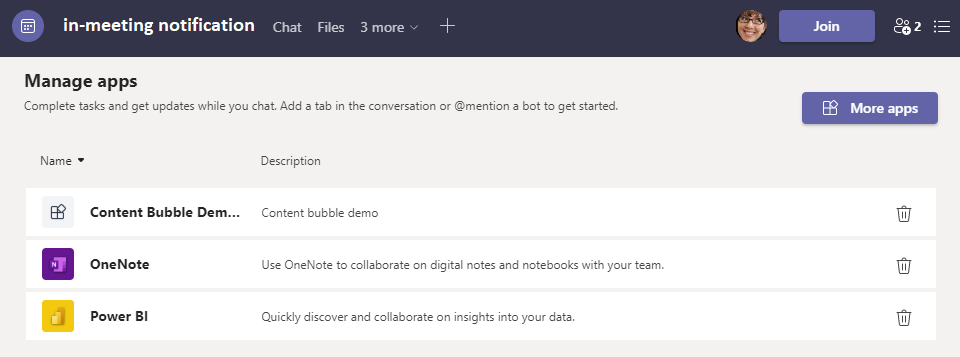 in-meeting notification Chat Files 3 more Join 2
Manage apps
Complete tasks and get updates while you chat. Add a tab in the conversation or @mention a bot to get started.
More apps
Name Description
Content Bubble Dem... Content bubble demo
OneNote Use OneNote to collaborate on digital notes and notebooks with your team.
Power BI Quickly discover and collaborate on insights into your data.